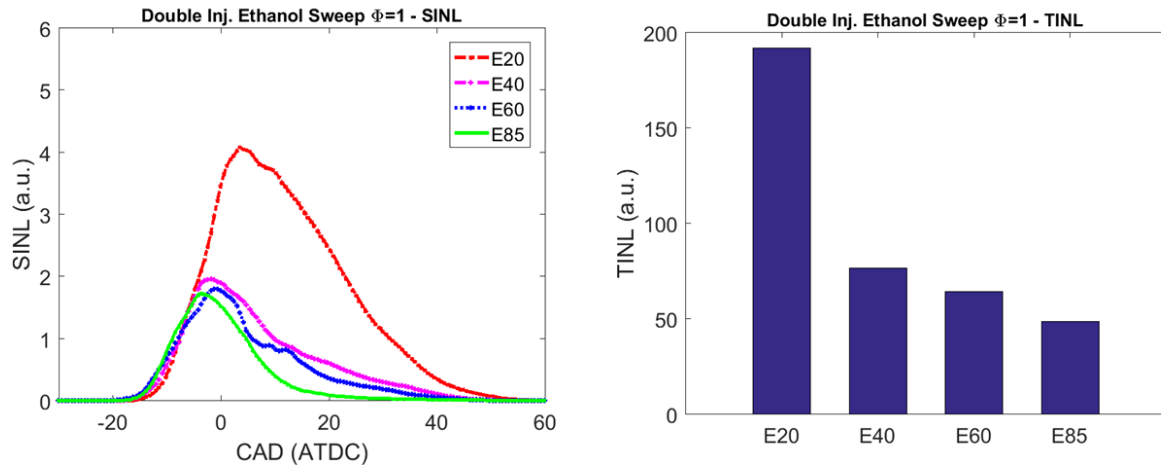 Double Inj. Ethanol Sweep Φ=1 - SINL
SINL (a.u.)
6
5
4
3
2
1
0
-20
0
20
40
60
CAD (ATDC)
E20
E40
E60
E85
Double Inj. Ethanol Sweep Φ=1 - TINL
TINL (a.u.)
200
150
100
50
0
E20
E40
E60
E85